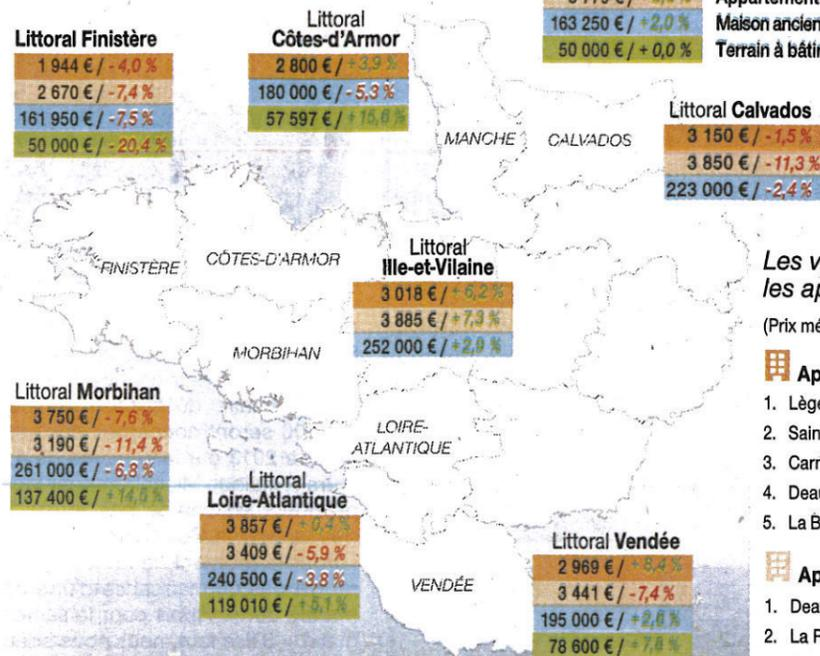 163 250 € / +2,0 % Maison ancien
50 000 € / + 0,0 % Terrain à bâtir
Littoral Finistère
1 944 € / - 4,0 %
2 670 € / - 7,4 %
161 950 € / - 7,5 %
50 000 € / - 20,4 %
Littoral
Côtes-d'Armor
2 800 € / +3,9 %
180 000 € / - 5,3 %
57 597 € / +15,6 %
Littoral Calvados
3 150 € / -1,5 %
3 850 € / -11,3 %
223 000 € / -2,4 %
MANCHE
CALVADOS
FINISTÈRE
CÔTES-D'ARMOR
MORBIHAN
Littoral
Ille-et-Vilaine
3 018 € / +6,2 %
3 885 € / +7,3 %
252 000 € / +2,9 %
Les v
les ap
(Prix mé
Ap
1. Lège
2. Sain
3. Carn
4. Deau
5. La B
Ap
1. Dea
2. La F
Littoral Morbihan
3 750 € / - 7,6 %
3 190 € / - 11,4 %
261 000 € / - 6,8 %
137 400 € /
LOIRE-
ATLANTIQUE
Littoral
Loire-Atlantique
3 857 € / +0,4 %
3 409 € / - 5,9 %
240 500 € / -3,8 %
119 010 € / +5,1 %
VENDÉE
Littoral Vendée
2 969 € / +8,4 %
3 441 € / -7,4 %
195 000 € /
78 600 € /